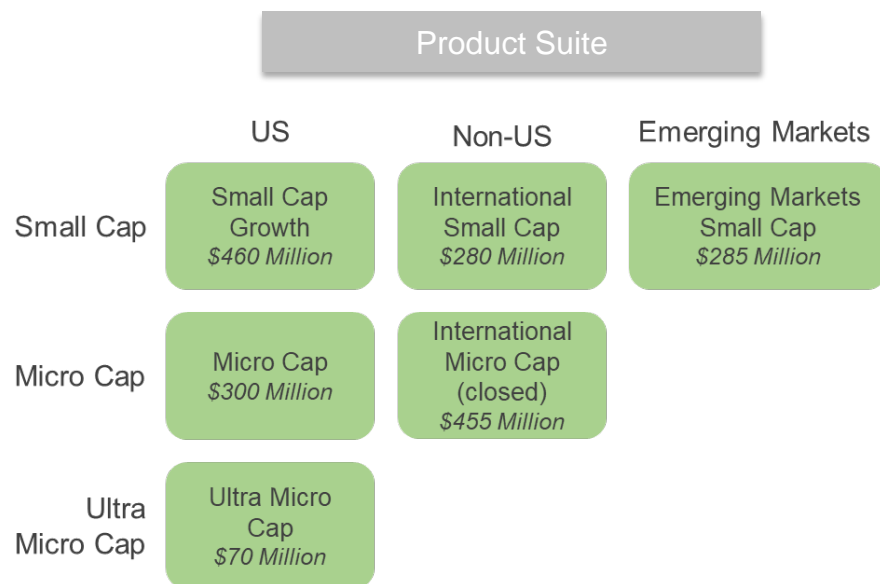 Product Suite
US
Non-US
Emerging Markets
Small Cap
Small Cap
Growth
$460 Million
International
Small Cap
$280 Million
Emerging Markets
Small Cap
$285 Million
Micro Cap
Micro Cap
$300 Million
International
Micro Cap
(closed)
$455 Million
Ultra
Micro Cap
Ultra Micro
Cap
$70 Million